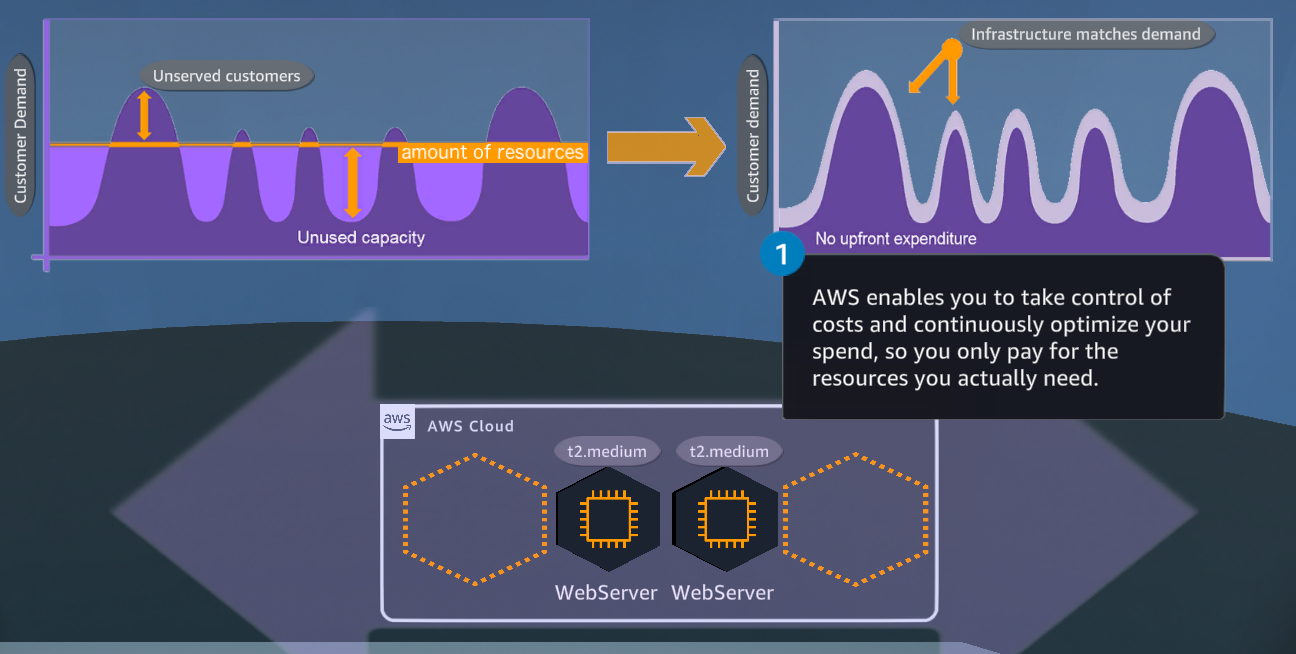 Customer Demand
Unserved customers
amount of resources
Unused capacity
Customer demand
Infrastructure matches demand
No upfront expenditure
1
AWS enables you to take control of
costs and continuously optimize your
spend, so you only pay for the
resources you actually need.
aws
AWS Cloud
t2.medium
t2.medium
WebServer
WebServer